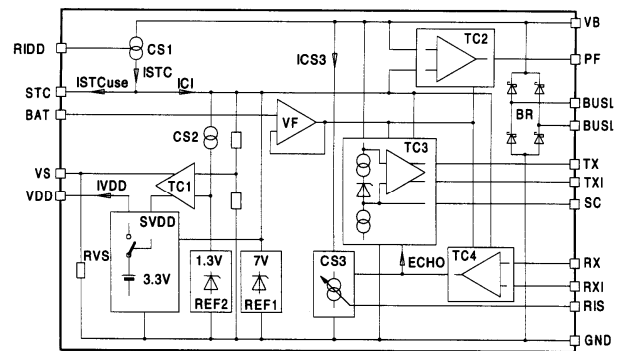 VB
RIDD
CS1
ICS3
TC2
PF
ISTC
STC
ISTCuse
ICI
BUSL
BR
BAT
CS2
VF
BUSL
TC3
TX
VS
TC1
TXI
VDD
IVDD
SC
SVDD
RVS
1.3V
7V
CS3
ECHO
TC4
RX
3.3V
RXI
REF2
REF1
RIS
GND